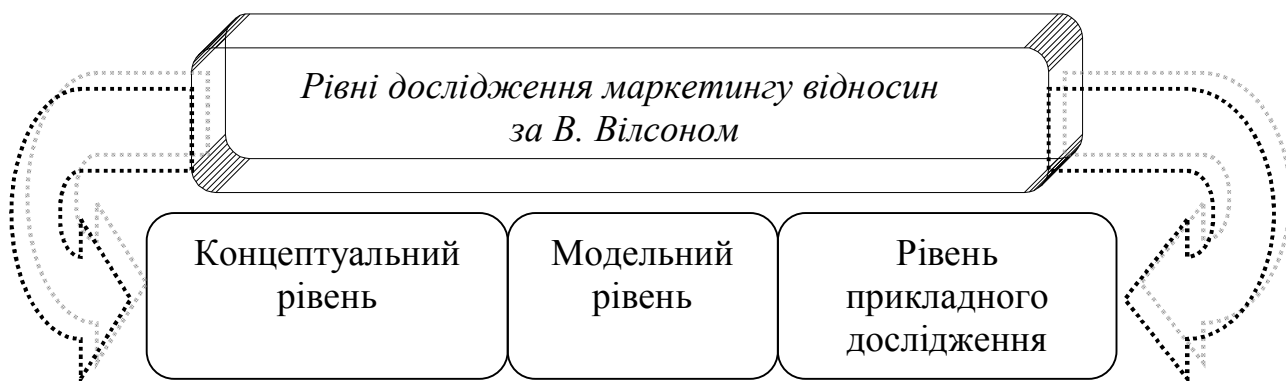 Рівні дослідження маркетингу відносин
за В. Вілсоном
Концептуальний
рівень
Модельний
рівень
Рівень
прикладного
дослідження